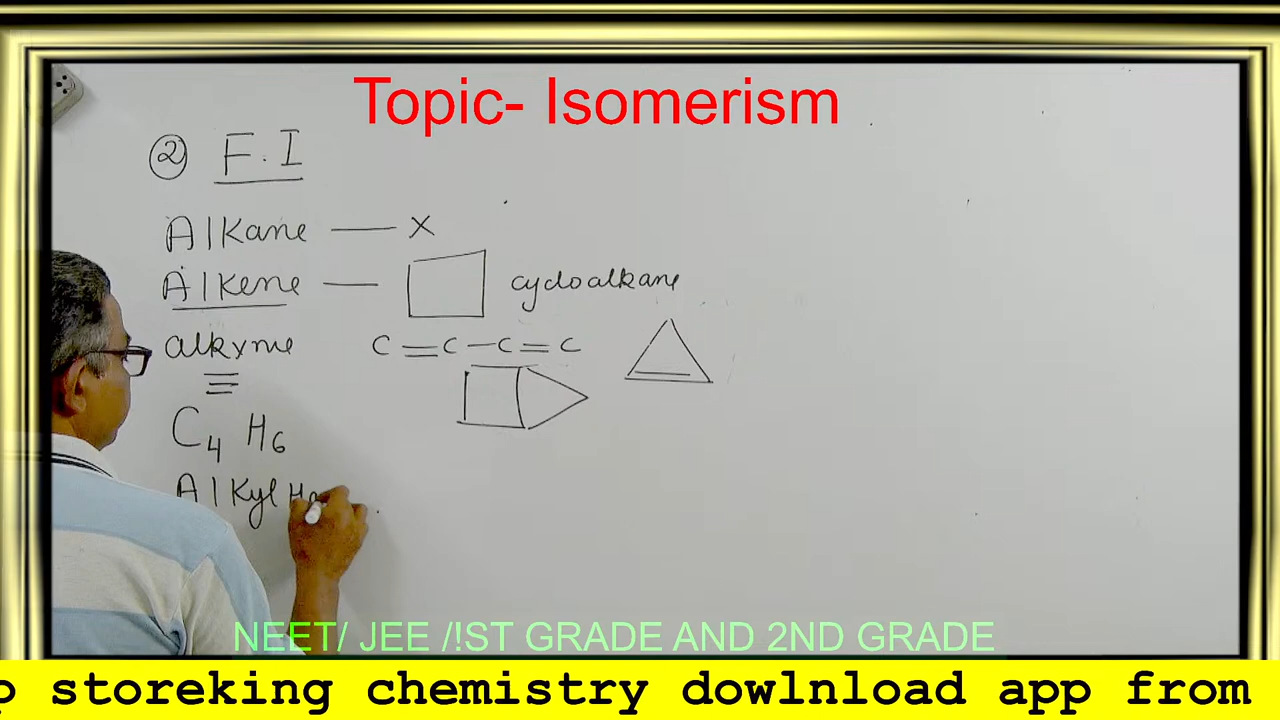 Topic- Isomerism
② F.I
Alkane — X
Alkene — cycloalkane
alkyne C=C-C=C
≡
C4 H6
Alkyl
NEET/ JEE /!ST GRADE AND 2ND GRADE
storeking chemistry dowlnload app from